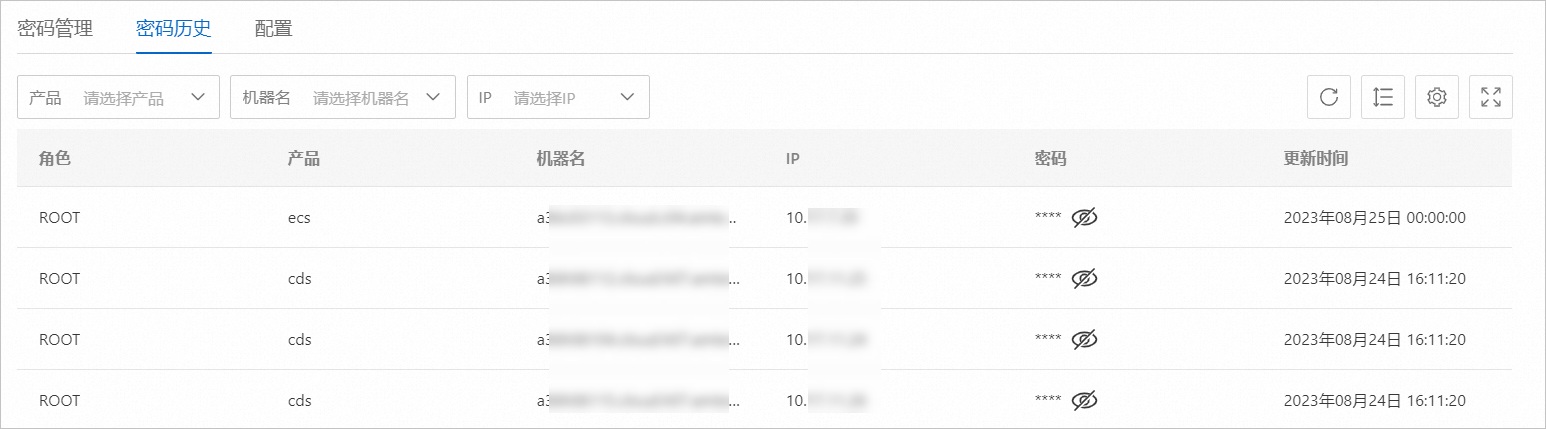 密码管理 密码历史 配置
产品 请选择产品 机器名 请选择机器名 IP 请选择IP
角色 产品 机器名 IP 密码 更新时间
ROOT ecs a3 .. 10. **** 2023年08月25日 00:00:00
ROOT cds a3 ... 10. **** 2023年08月24日 16:11:20
ROOT cds a3 ... 10. **** 2023年08月24日 16:11:20
ROOT cds a3 ... 10. **** 2023年08月24日 16:11:20